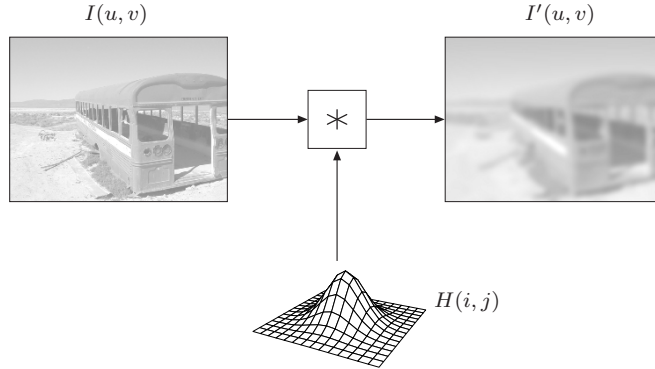 I(u, v)
I′(u, v)
∗
H(i, j)